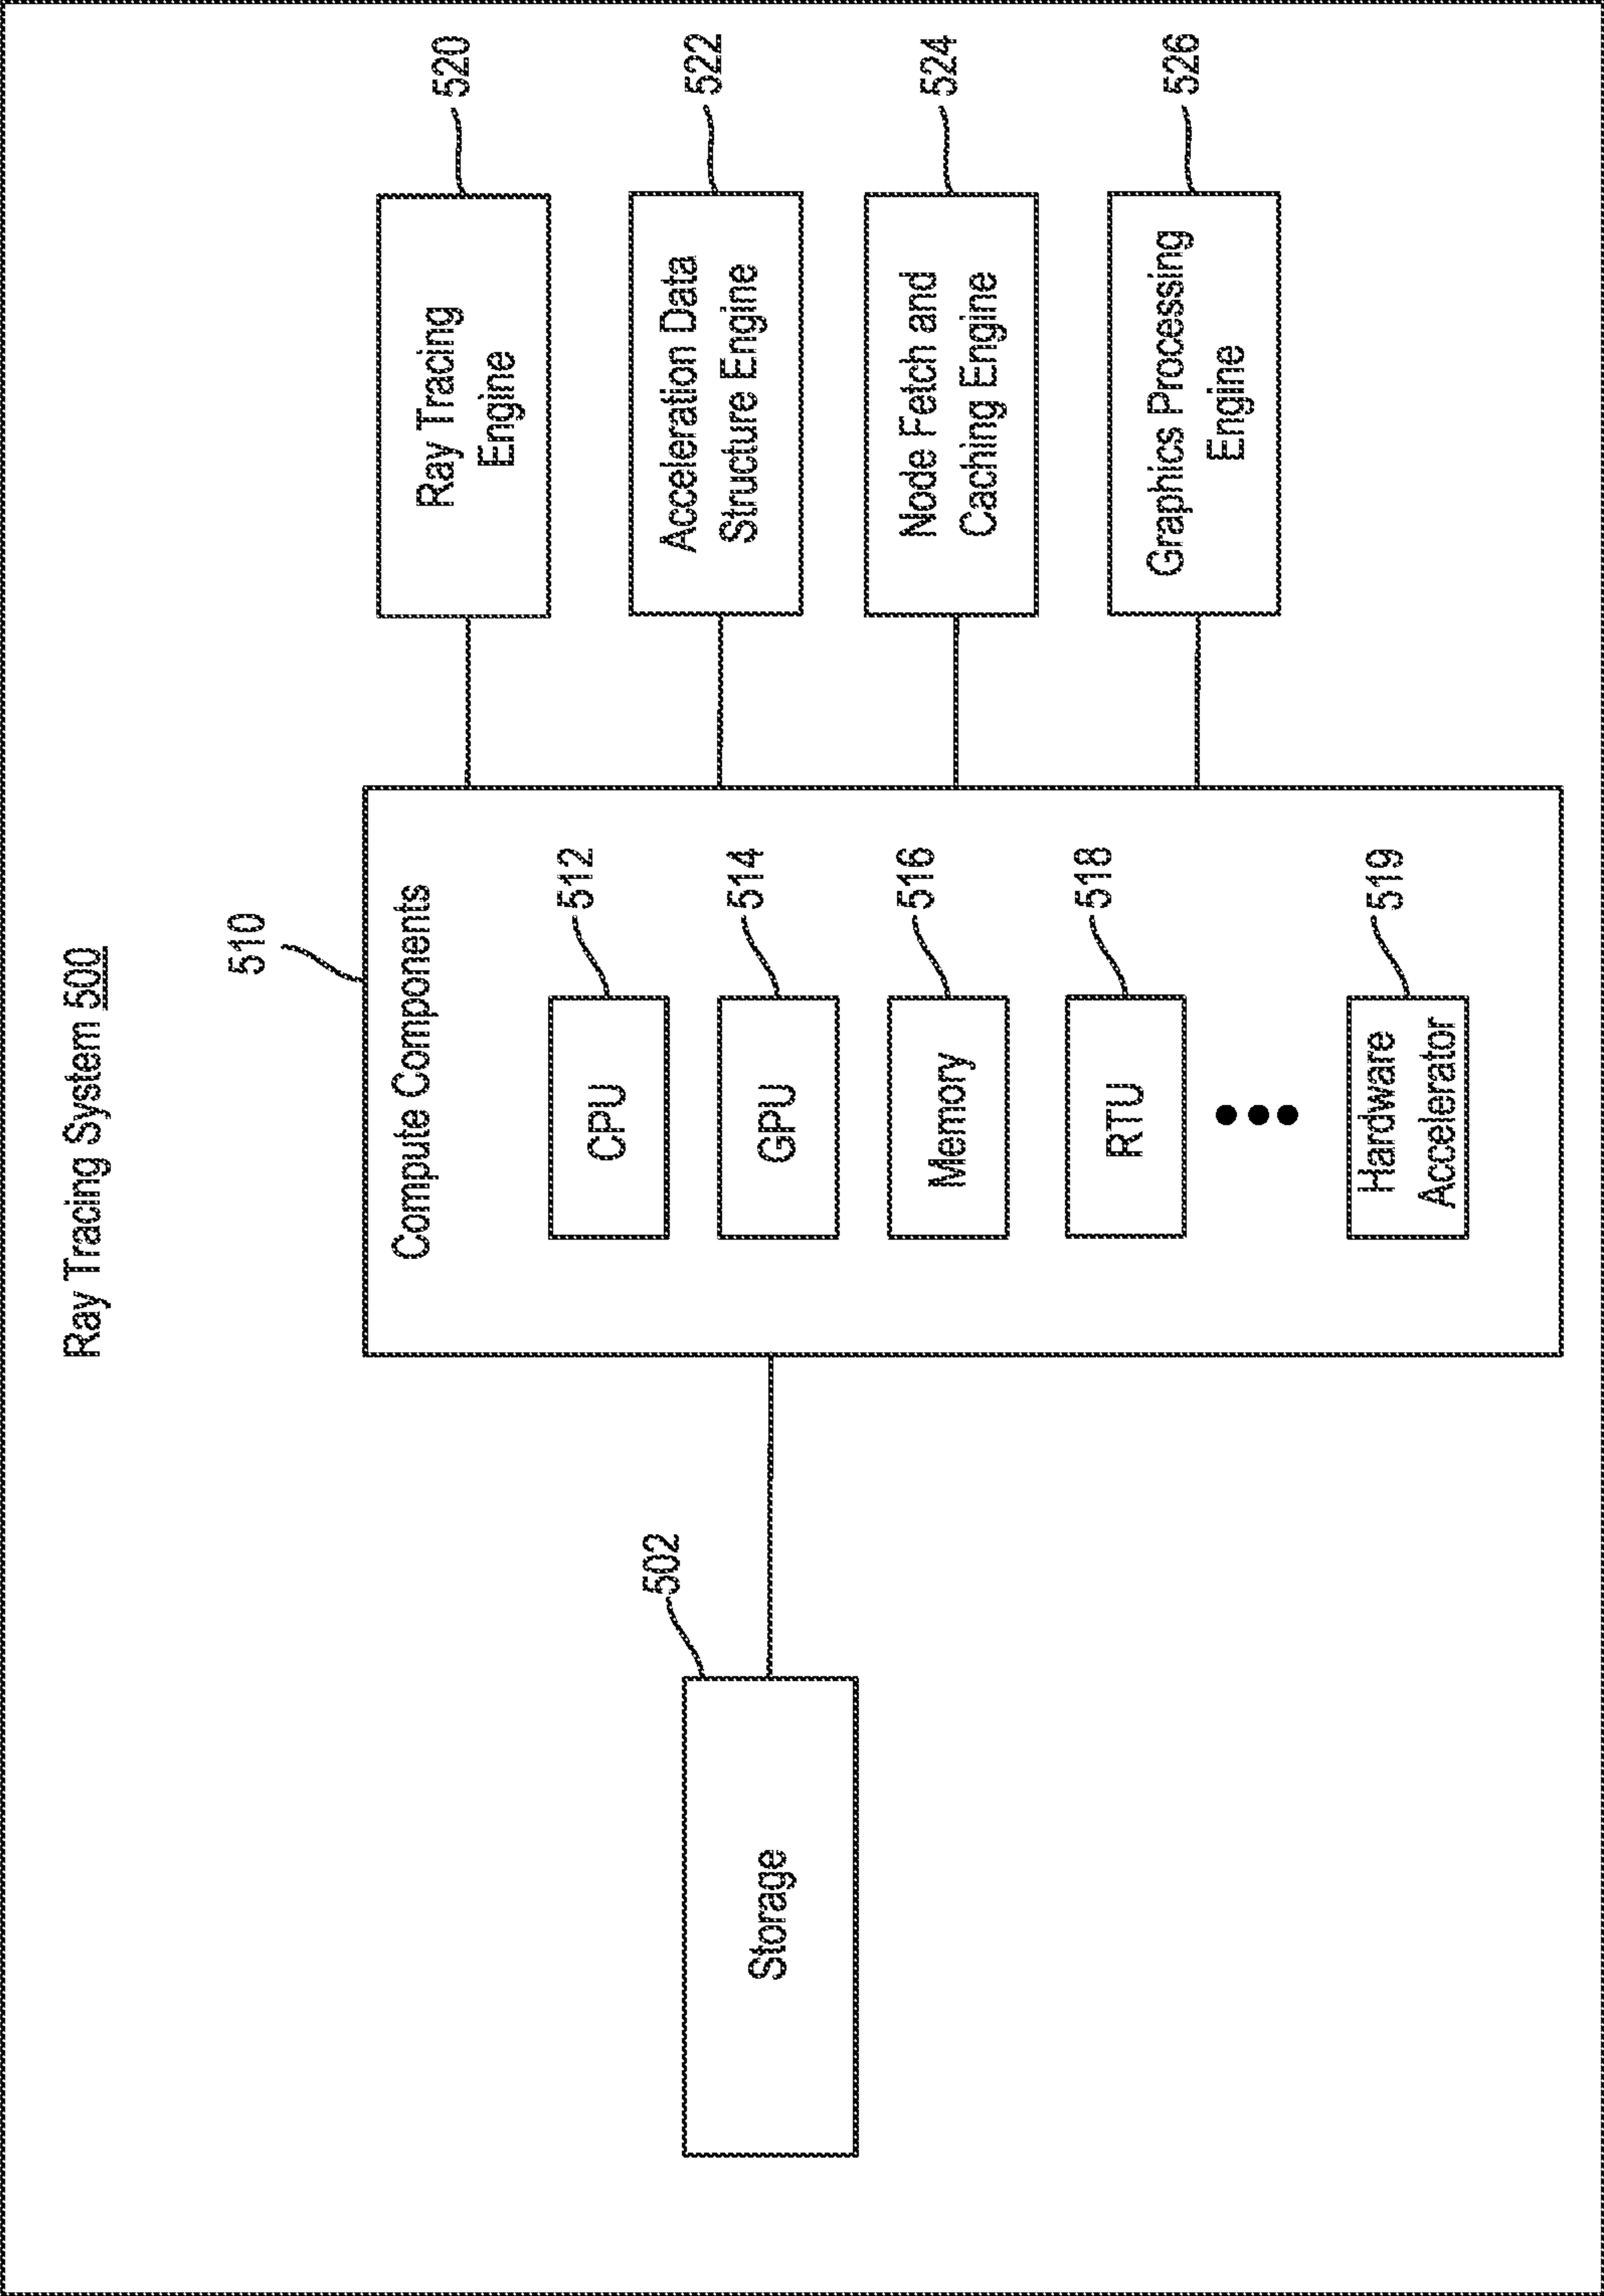 Ray Tracing System 500
510
Compute Components
512
CPU
514
GPU
516
Memory
518
RTU
519
Hardware
Accelerator
502
Storage
520
Ray Tracing
Engine
522
Acceleration Data
Structure Engine
524
Node Fetch and
Caching Engine
526
Graphics Processing
Engine